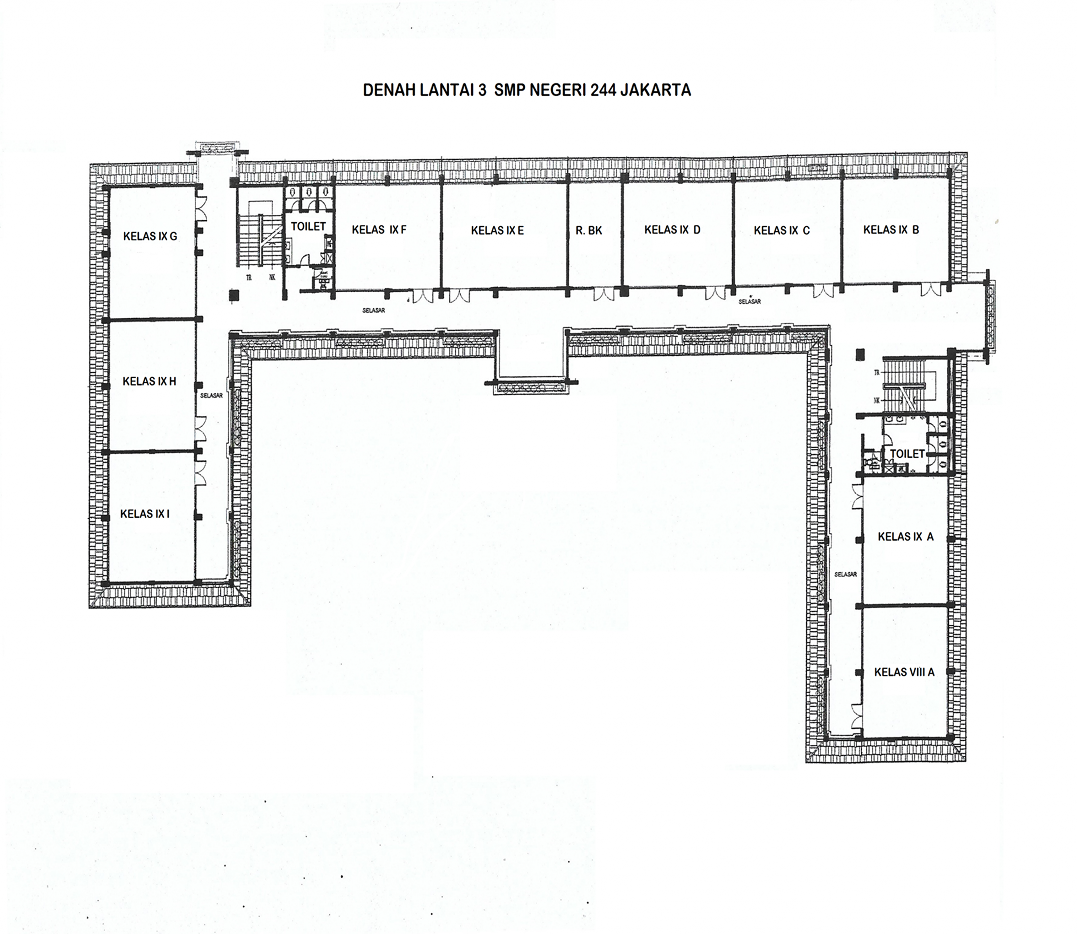 DENAH LANTAI 3 SMP NEGERI 244 JAKARTA
KELAS IX G
TOILET
KELAS IX F
KELAS IX E
R. BK
KELAS IX D
KELAS IX C
KELAS IX B
TR
NK
SELASAR
SELASAR
KELAS IX H
SELASAR
TR
NK
TOILET
KELAS IX I
KELAS IX A
SELASAR
KELAS VIII A